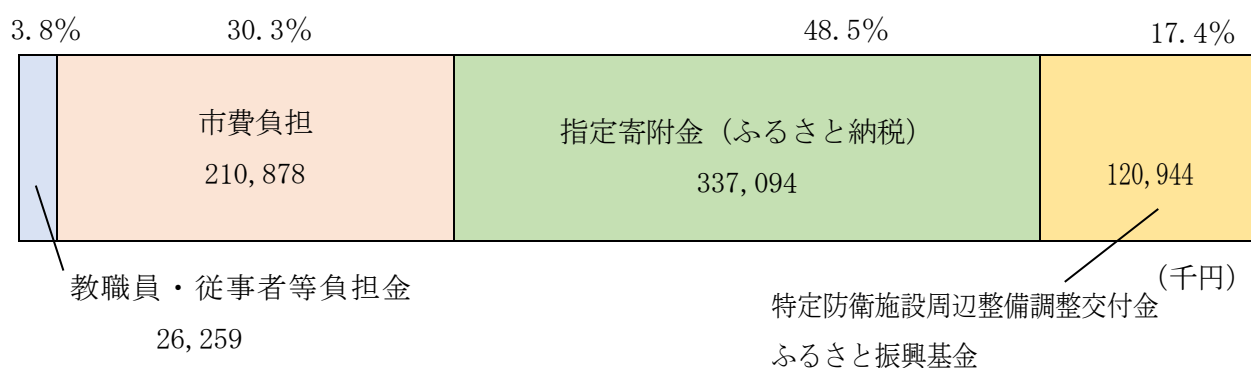 3.8% 30.3% 48.5% 17.4%
市費負担
210,878
指定寄附金（ふるさと納税）
337,094
120,944
教職員・従事者等負担金
26,259
(千円)
特定防衛施設周辺整備調整交付金
ふるさと振興基金